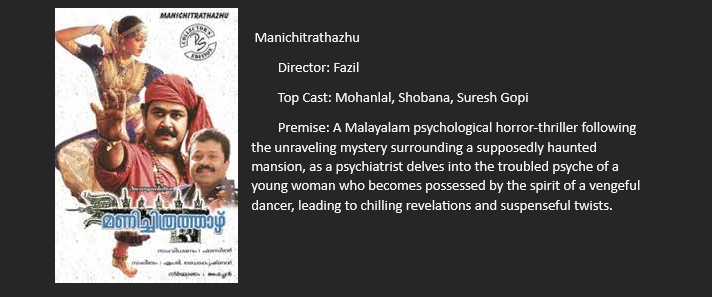 MANICHITRATHAZHU
COLLECTOR'S
EDITION
മണിച്ചിത്രത്താഴ്
Manichitrathazhu
Director: Fazil
Top Cast: Mohanlal, Shobana, Suresh Gopi
Premise: A Malayalam psychological horror-thriller following
the unraveling mystery surrounding a supposedly haunted
mansion, as a psychiatrist delves into the troubled psyche of a
young woman who becomes possessed by the spirit of a vengeful
dancer, leading to chilling revelations and suspenseful twists.